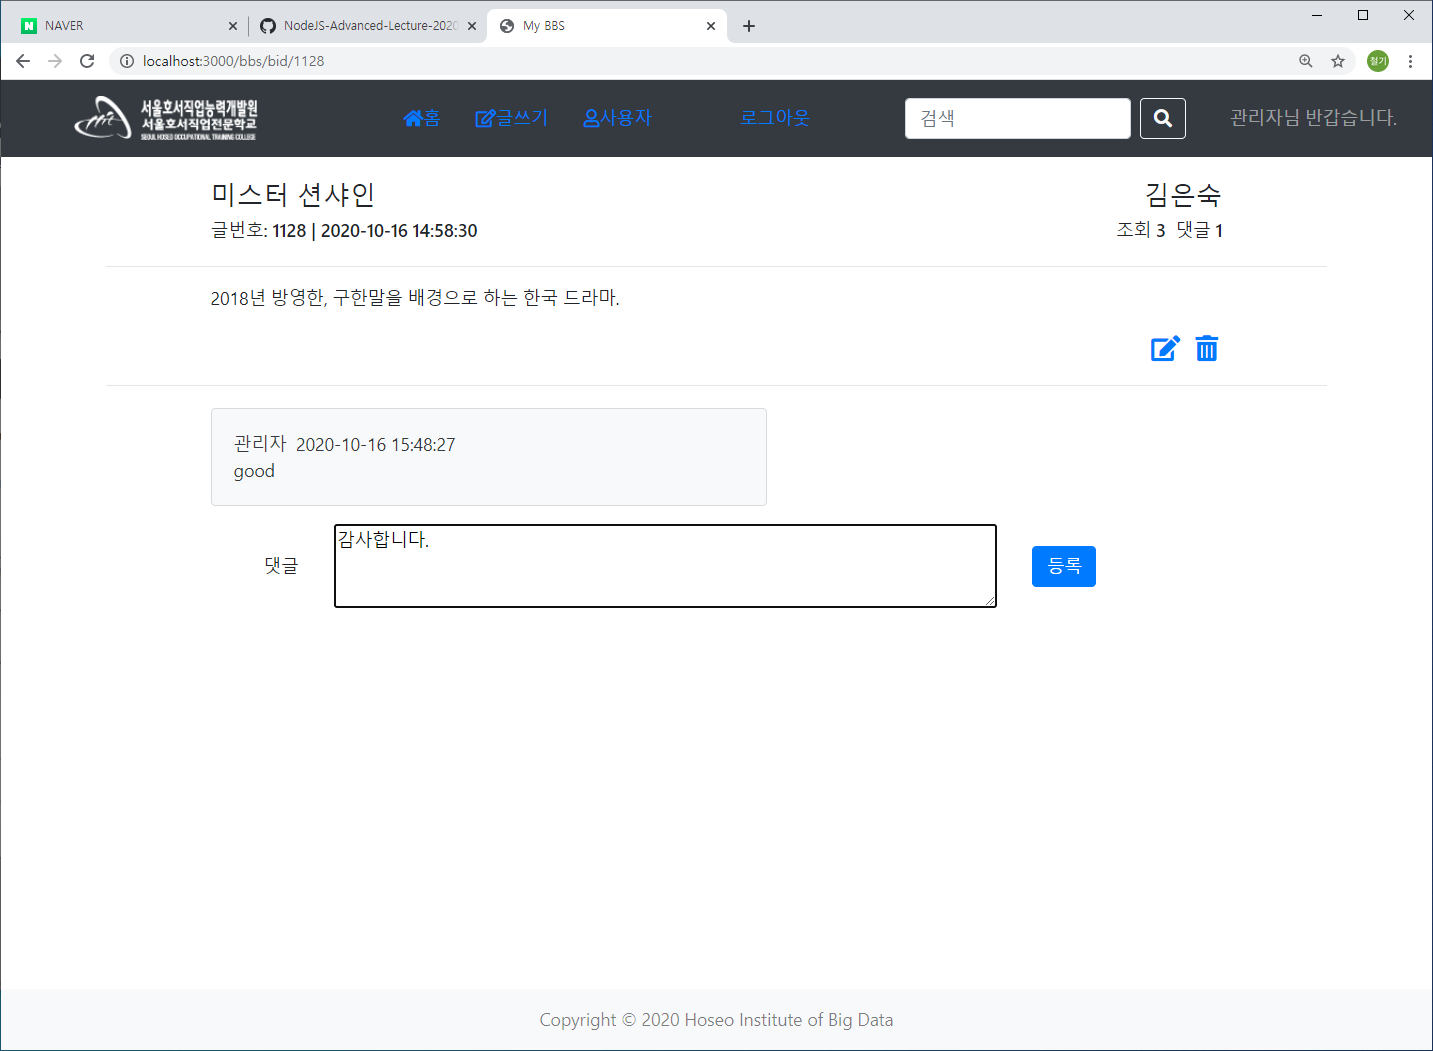 NAVER
NodeJS-Advanced-Lecture-2020
My BBS
localhost:3000/bbs/bid/1128
철기
서울호서직업능력개발원
서울호서직업전문학교
SEOUL HOSEO OCCUPATIONAL TRAINING COLLEGE
홈 글쓰기 사용자 로그아웃 검색 관리자님 반갑습니다.
미스터 션샤인 김은숙
글번호: 1128 | 2020-10-16 14:58:30 조회 3 댓글 1
2018년 방영한, 구한말을 배경으로 하는 한국 드라마.
관리자 2020-10-16 15:48:27
good
감사합니다.
댓글 등록
Copyright © 2020 Hoseo Institute of Big Data